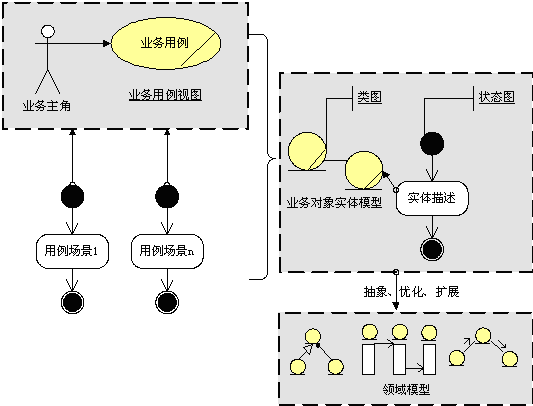 业务用例
业务主角
业务用例视图
用例场景1
用例场景n
类图
状态图
业务对象实体模型
实体描述
抽象、优化、扩展
领域模型